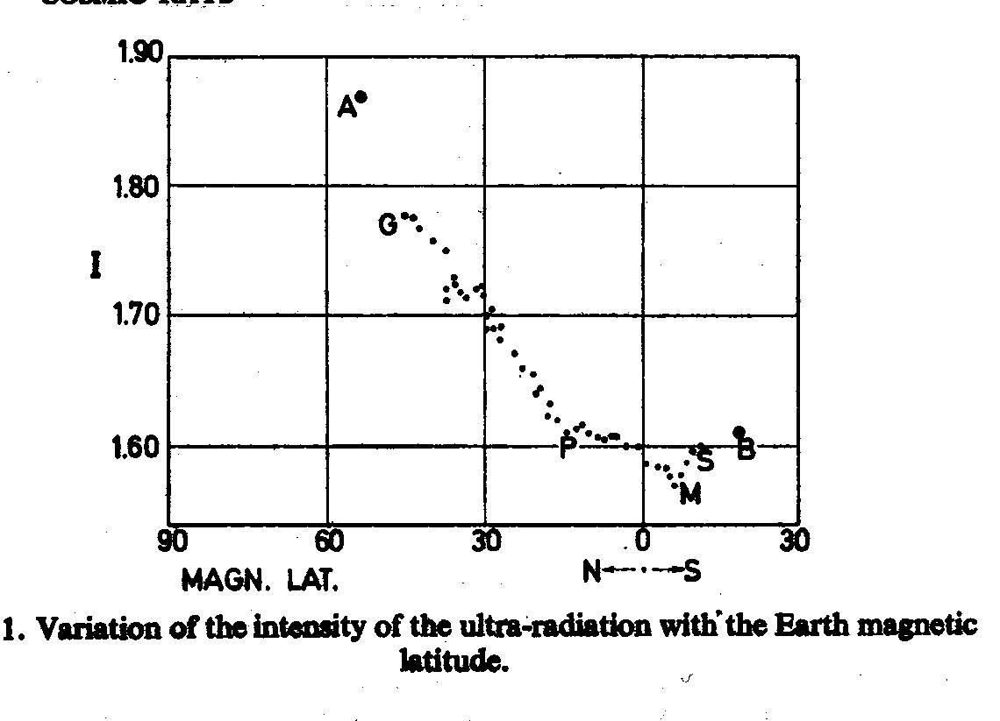 1.90
A
1.80
G
I
1.70
1.60
P
S
B
M
90 60 30 0 30
MAGN. LAT.
N S
1. Variation of the intensity of the ultra-radiation with the Earth magnetic
latitude.